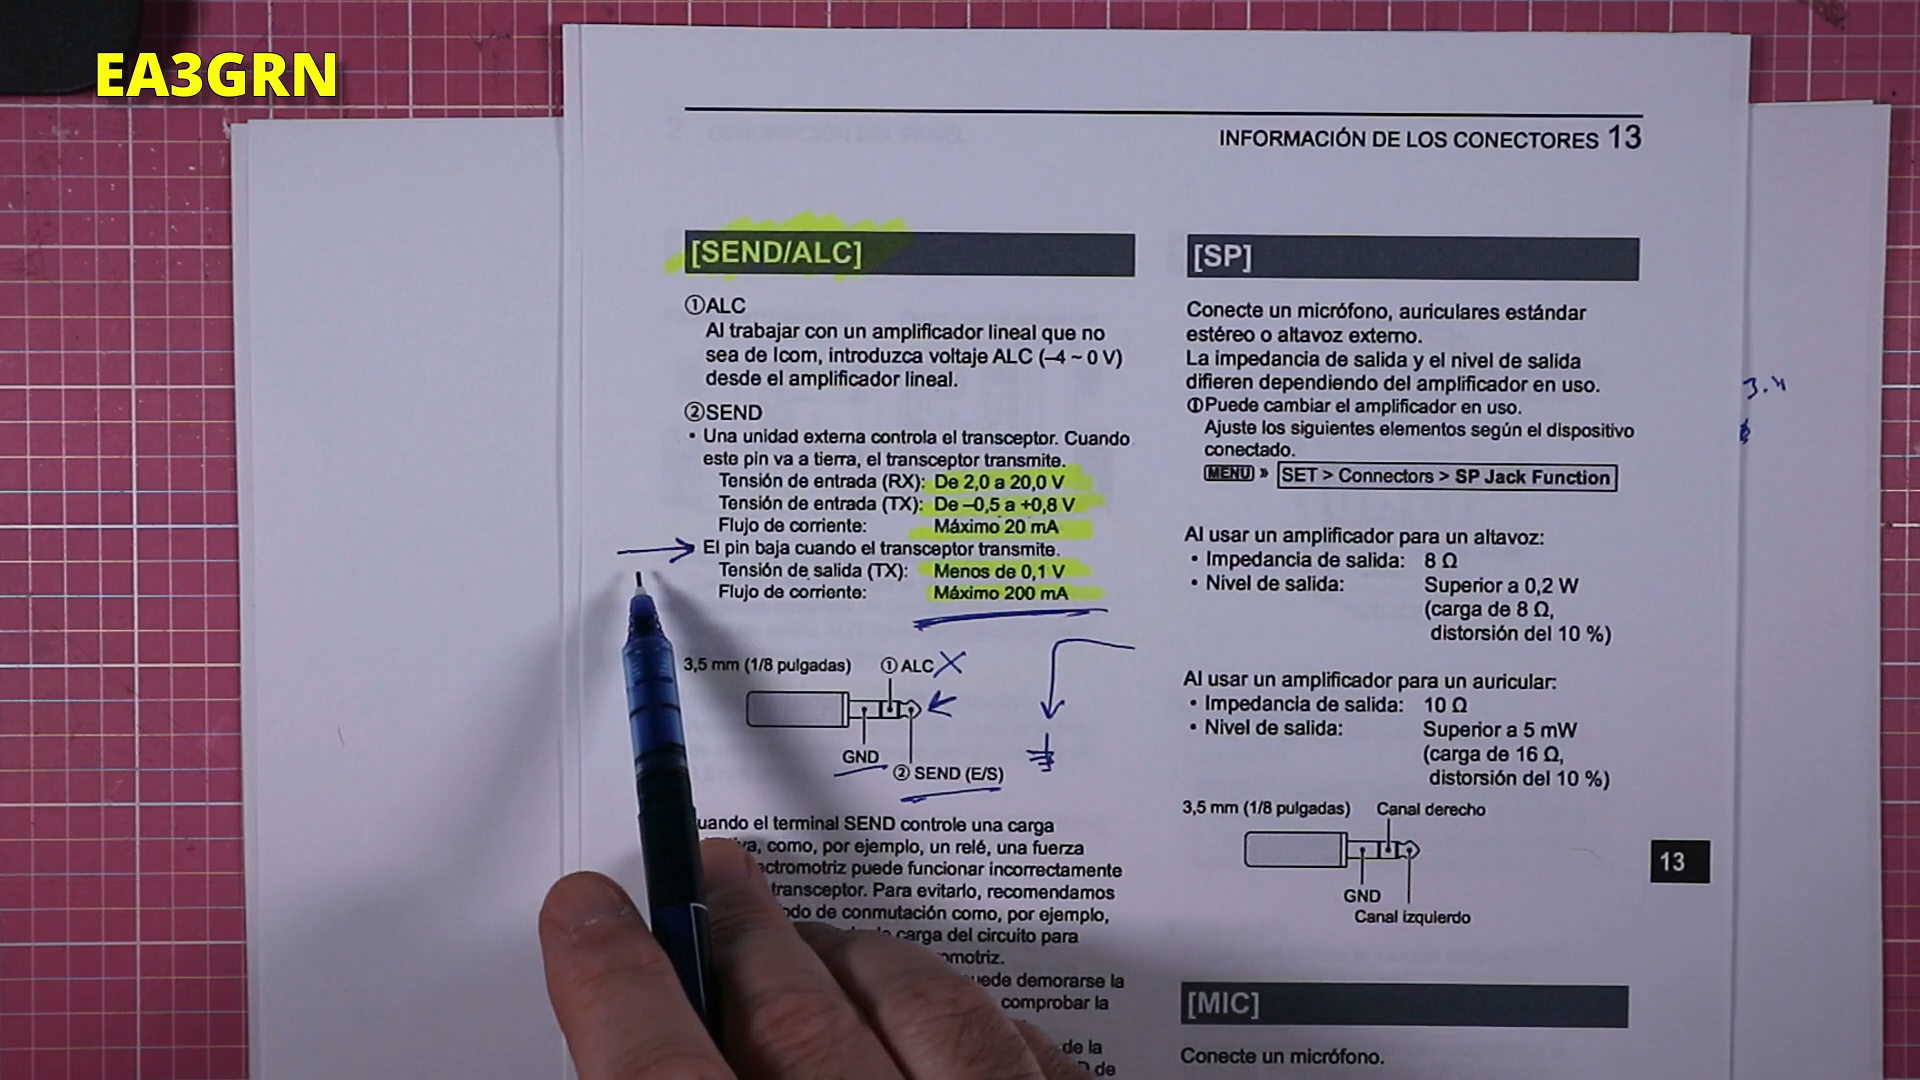 EA3GRN
INFORMACIÓN DE LOS CONECTORES 13
[SEND/ALC]
①ALC
Al trabajar con un amplificador lineal que no
sea de Icom, introduzca voltaje ALC (–4 ~ 0 V)
desde el amplificador lineal.
②SEND
• Una unidad externa controla el transceptor. Cuando
este pin va a tierra, el transceptor transmite.
Tensión de entrada (RX): De 2,0 a 20,0 V
Tensión de entrada (TX): De –0,5 a +0,8 V
Flujo de corriente: Máximo 20 mA
El pin baja cuando el transceptor transmite.
Tensión de salida (TX): Menos de 0,1 V
Flujo de corriente: Máximo 200 mA
3,5 mm (1/8 pulgadas) ① ALC
GND
② SEND (E/S)
uando el terminal SEND controle una carga
como, por ejemplo, un relé, una fuerza
puede funcionar incorrectamente
transceptor. Para evitarlo, recomendamos
de conmutación como, por ejemplo,
carga del circuito para
demorarse la
comprobar la
de la
de
[SP]
Conecte un micrófono, auriculares estándar
estéreo o altavoz externo.
La impedancia de salida y el nivel de salida
difieren dependiendo del amplificador en uso.
①Puede cambiar el amplificador en uso.
Ajuste los siguientes elementos según el dispositivo
conectado.
MENU » SET > Connectors > SP Jack Function
Al usar un amplificador para un altavoz:
• Impedancia de salida: 8 Ω
• Nivel de salida: Superior a 0,2 W
(carga de 8 Ω,
distorsión del 10 %)
Al usar un amplificador para un auricular:
• Impedancia de salida: 10 Ω
• Nivel de salida: Superior a 5 mW
(carga de 16 Ω,
distorsión del 10 %)
3,5 mm (1/8 pulgadas) Canal derecho
GND
Canal izquierdo
13
[MIC]
Conecte un micrófono.